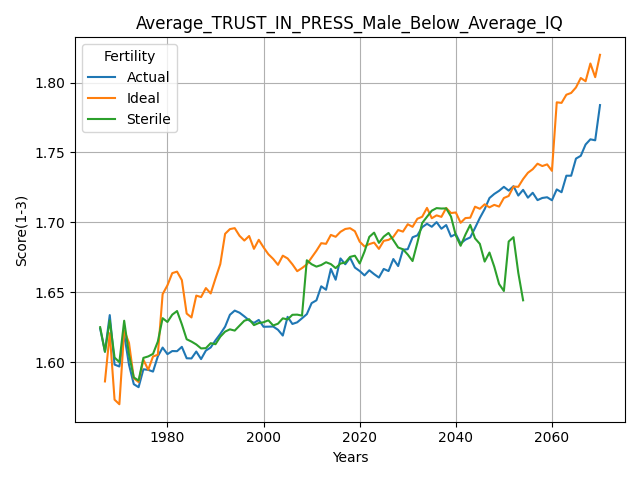 Average_TRUST_IN_PRESS_Male_Below_Average_IQ
Fertility
Actual
Ideal
Sterile
Score(1-3)
1.80
1.75
1.70
1.65
1.60
1980
2000
2020
2040
2060
Years